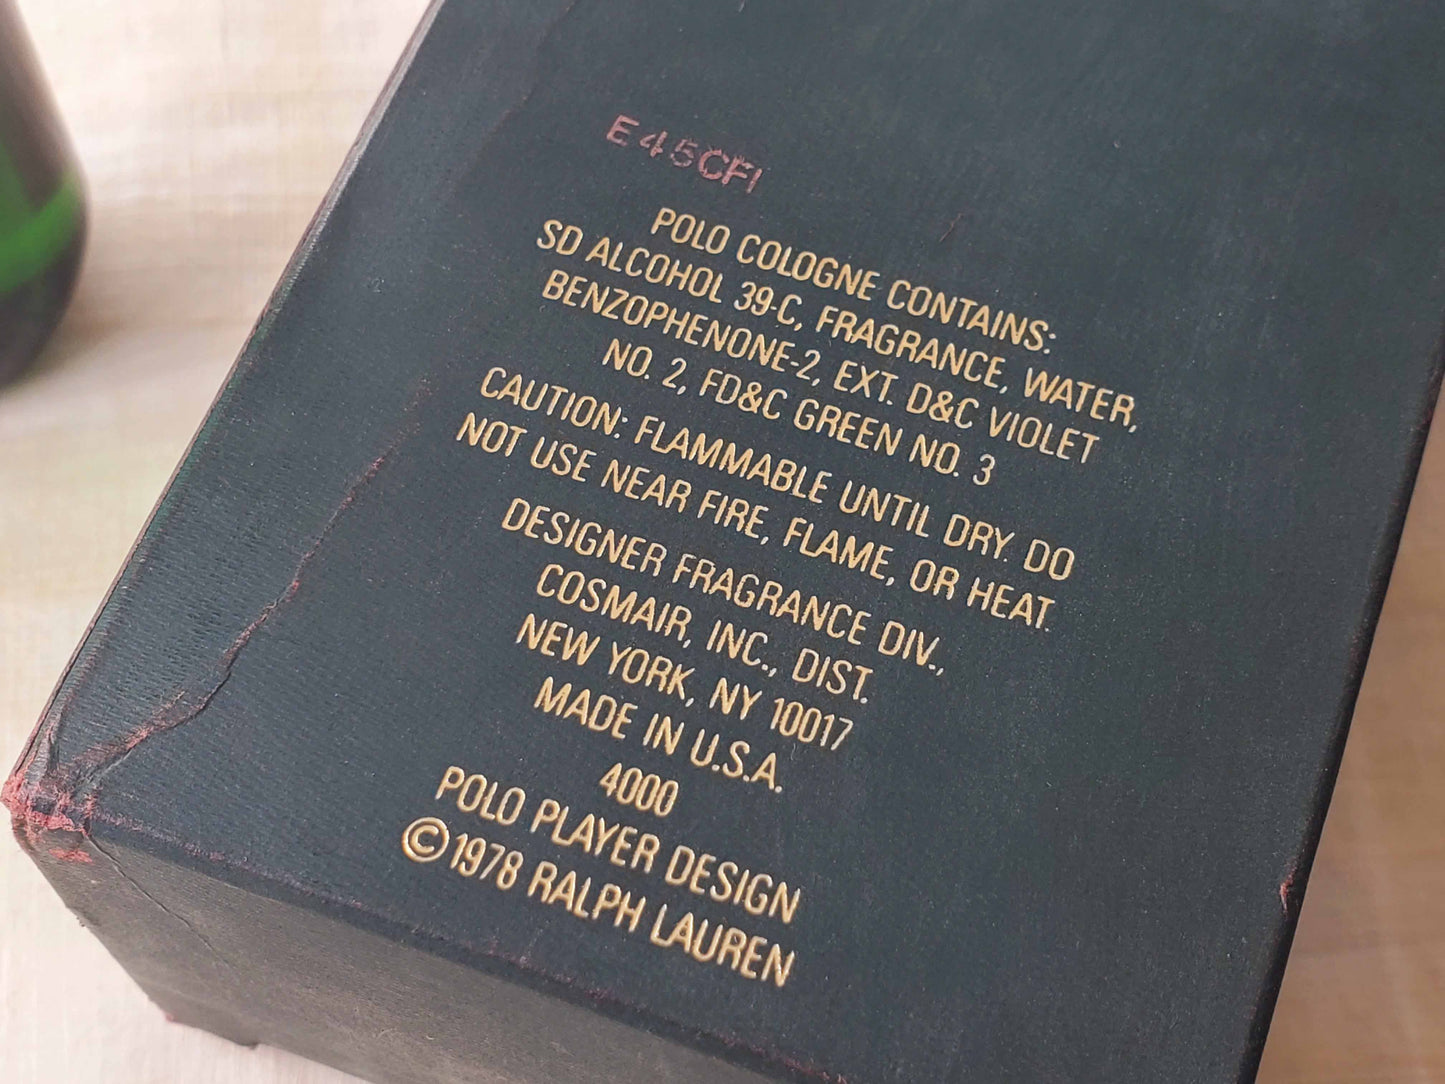 E45CF1
POLO COLOGNE CONTAINS:
SD ALCOHOL 39-C, FRAGRANCE, WATER,
BENZOPHENONE-2, EXT. D&C VIOLET
NO. 2, FD&C GREEN NO. 3
CAUTION: FLAMMABLE UNTIL DRY. DO
NOT USE NEAR FIRE, FLAME, OR HEAT.
DESIGNER FRAGRANCE DIV.,
COSMAIR, INC., DIST.
NEW YORK, NY 10017
MADE IN U.S.A.
4000
POLO PLAYER DESIGN
©1978 RALPH LAUREN